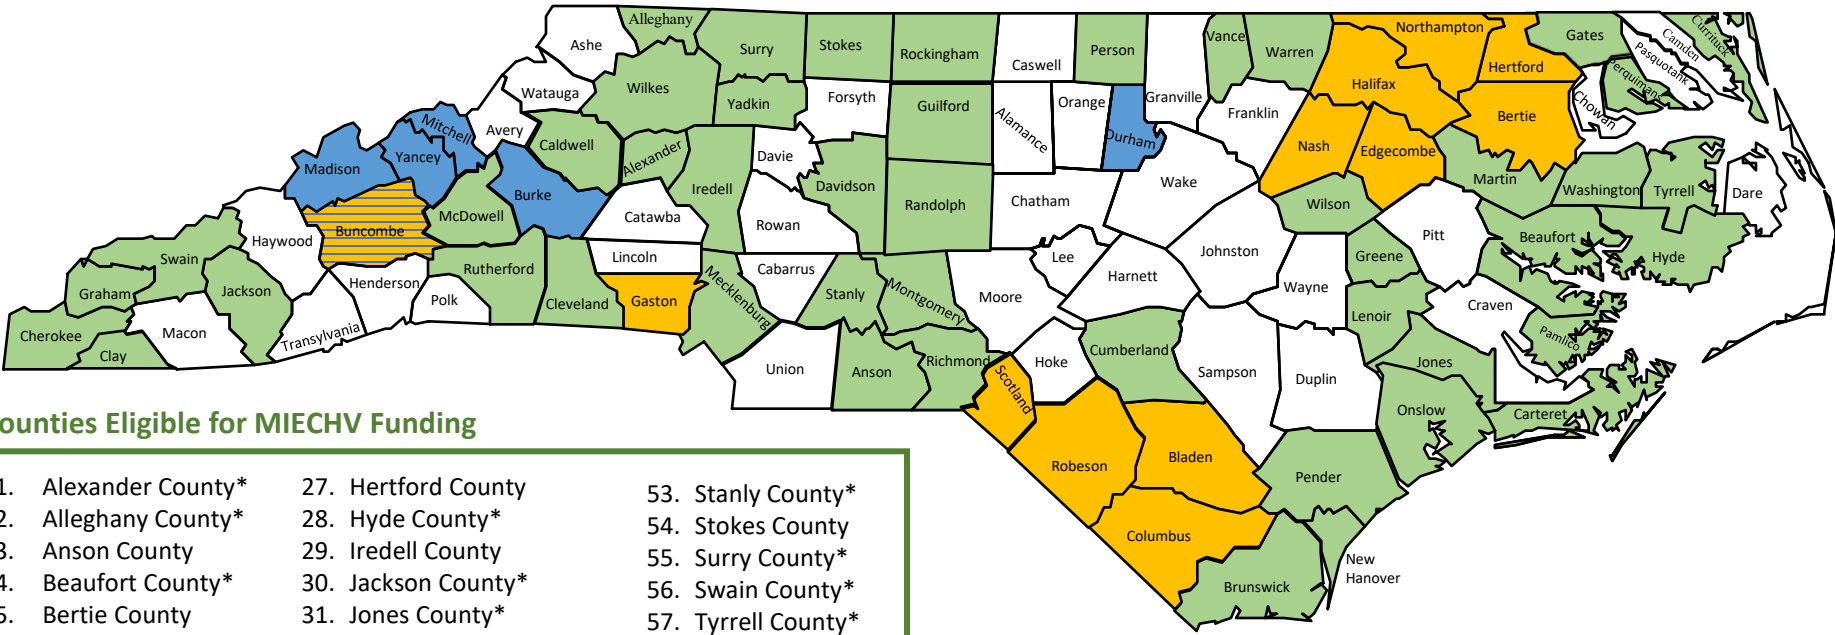 Alleghany
Ashe
Surry
Stokes
Rockingham
Caswell
Person
Granville
Vance
Warren
Northampton
Hertford
Gates
Currituck
Camden
Pasquotank
Perquimans
Chowan
Watauga
Wilkes
Yadkin
Forsyth
Guilford
Alamance
Orange
Durham
Franklin
Halifax
Bertie
Mitchell
Avery
Caldwell
Alexander
Davie
Nash
Edgecombe
Madison
Yancey
Burke
Iredell
Davidson
Randolph
Chatham
Wake
Wilson
Martin
Washington
Tyrrell
Dare
McDowell
Catawba
Rowan
Buncombe
Haywood
Lincoln
Swain
Rutherford
Cabarrus
Lee
Johnston
Pitt
Greene
Beaufort
Hyde
Graham
Jackson
Henderson
Polk
Cleveland
Gaston
Mecklenburg
Stanly
Montgomery
Moore
Harnett
Wayne
Lenoir
Craven
Pamlico
Cherokee
Clay
Macon
Transylvania
Union
Anson
Richmond
Scotland
Hoke
Cumberland
Sampson
Duplin
Jones
Onslow
Carteret
Robeson
Bladen
Pender
Columbus
Brunswick
New
Hanover
ounties Eligible for MIECHV Funding
1. Alexander County*
2. Alleghany County*
3. Anson County
4. Beaufort County*
5. Bertie County
27. Hertford County
28. Hyde County*
29. Iredell County
30. Jackson County*
31. Jones County*
53. Stanly County*
54. Stokes County
55. Surry County*
56. Swain County*
57. Tyrrell County*